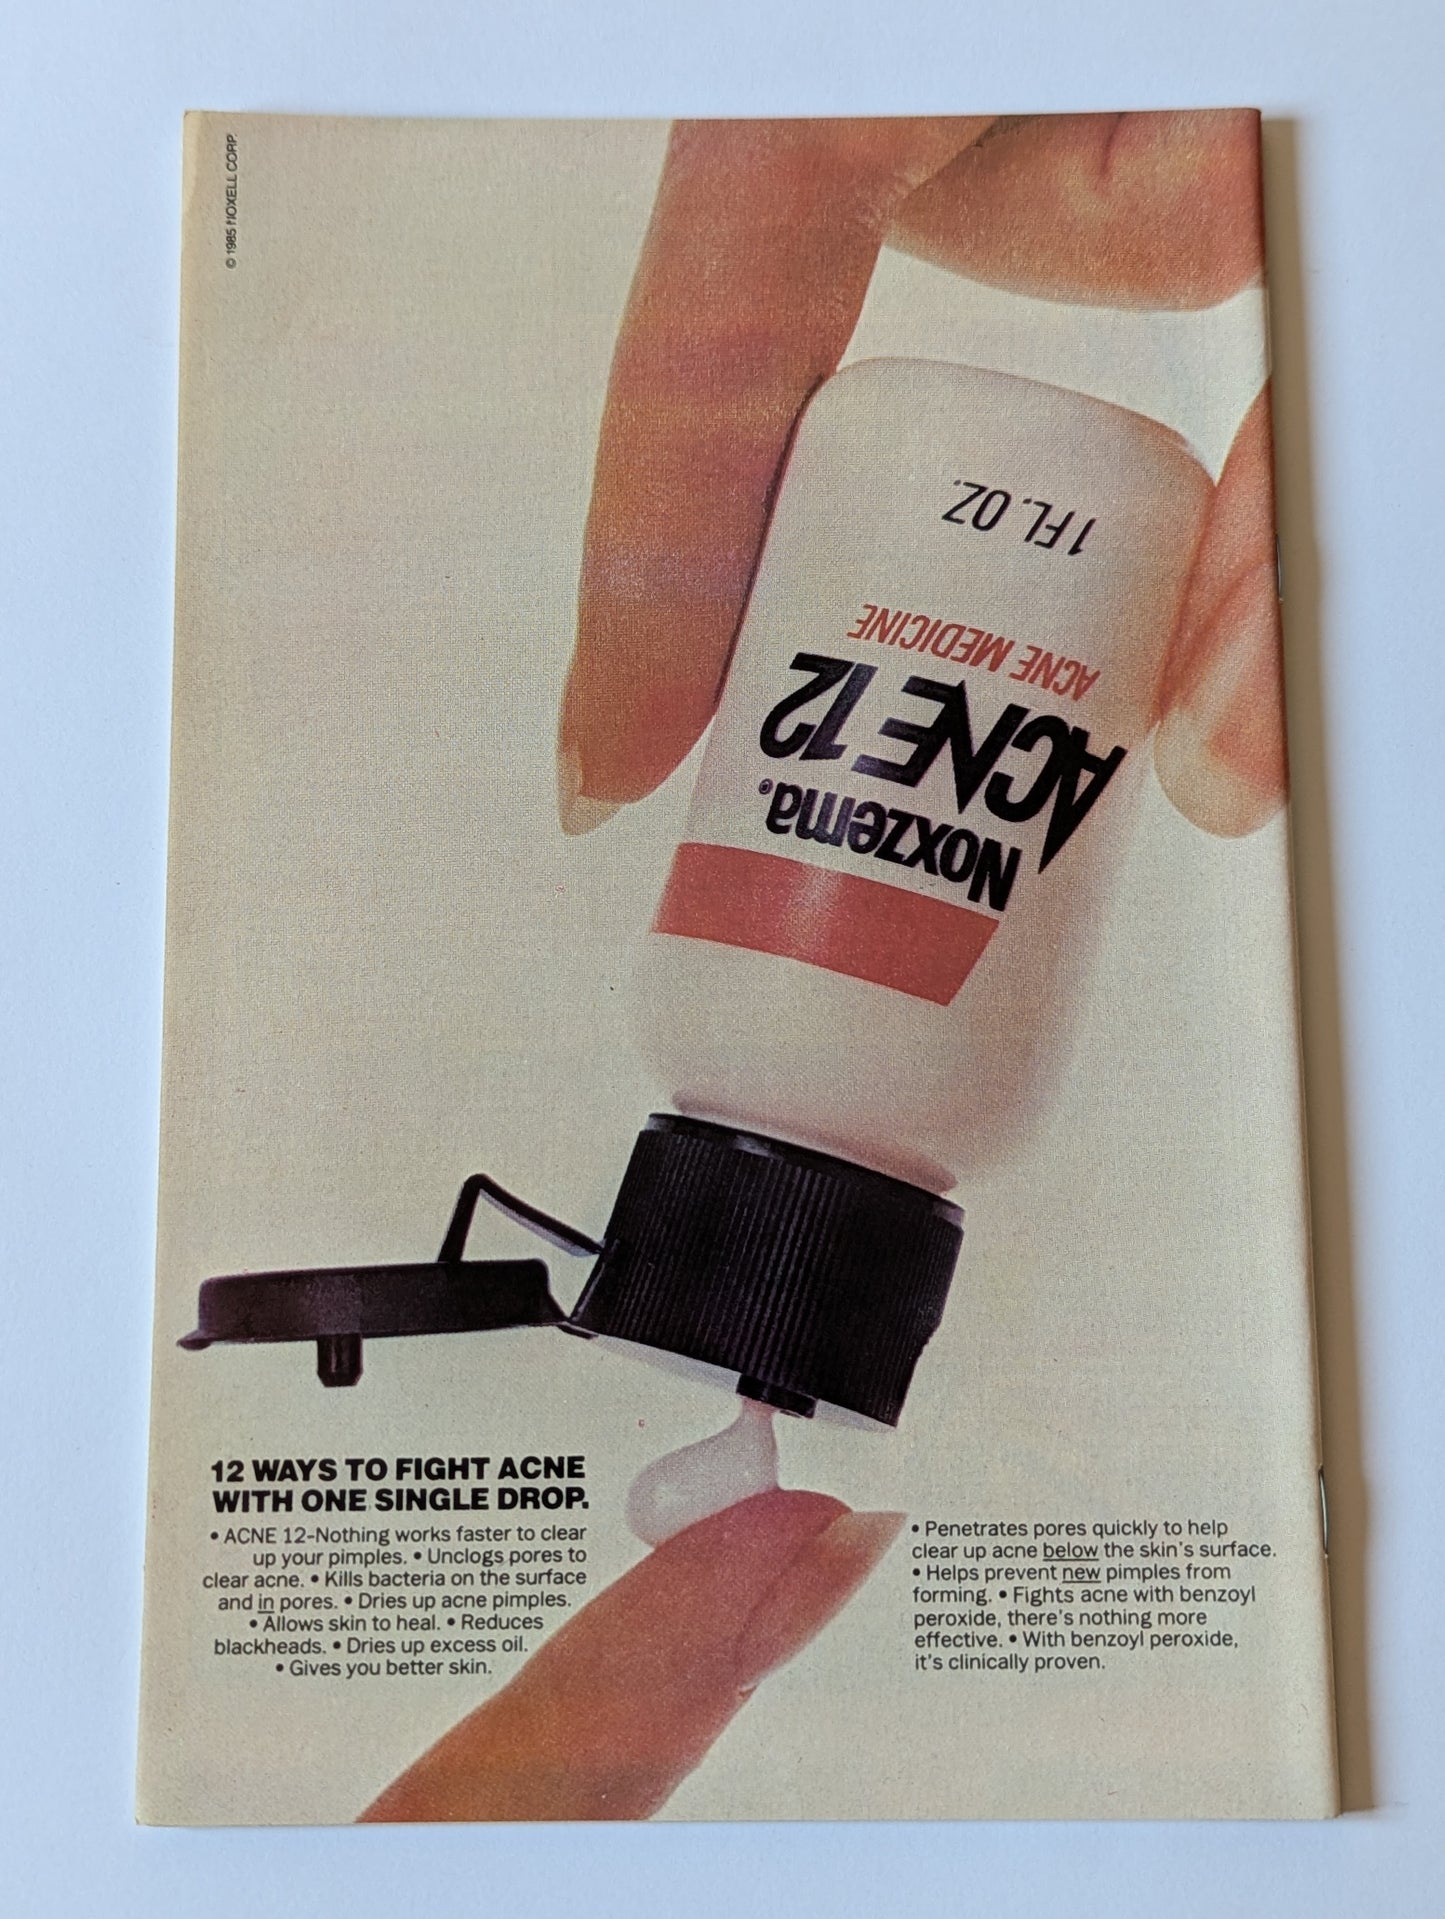 © 1985 NOXELL CORP.
1 FL. OZ.
ACNE MEDICINE
ACNE 12
Noxzema®
12 WAYS TO FIGHT ACNE
WITH ONE SINGLE DROP.
• ACNE 12–Nothing works faster to clear
up your pimples. • Unclogs pores to
clear acne. • Kills bacteria on the surface
and in pores. • Dries up acne pimples.
• Allows skin to heal. • Reduces
blackheads. • Dries up excess oil.
• Gives you better skin.
• Penetrates pores quickly to help
clear up acne below the skin's surface.
• Helps prevent new pimples from
forming. • Fights acne with benzoyl
peroxide, there's nothing more
effective. • With benzoyl peroxide,
it's clinically proven.